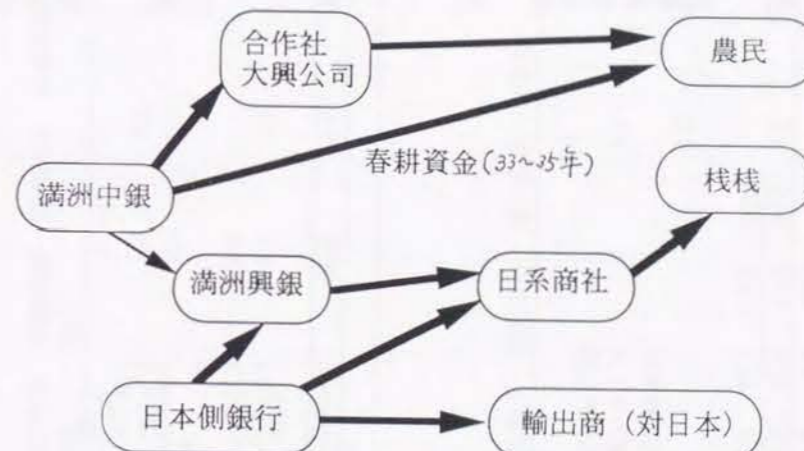 合作社
大興公司
農民
春耕資金(33~35年)
桟桟
満洲中銀
満洲興銀
日系商社
日本側銀行
輸出商(対日本)